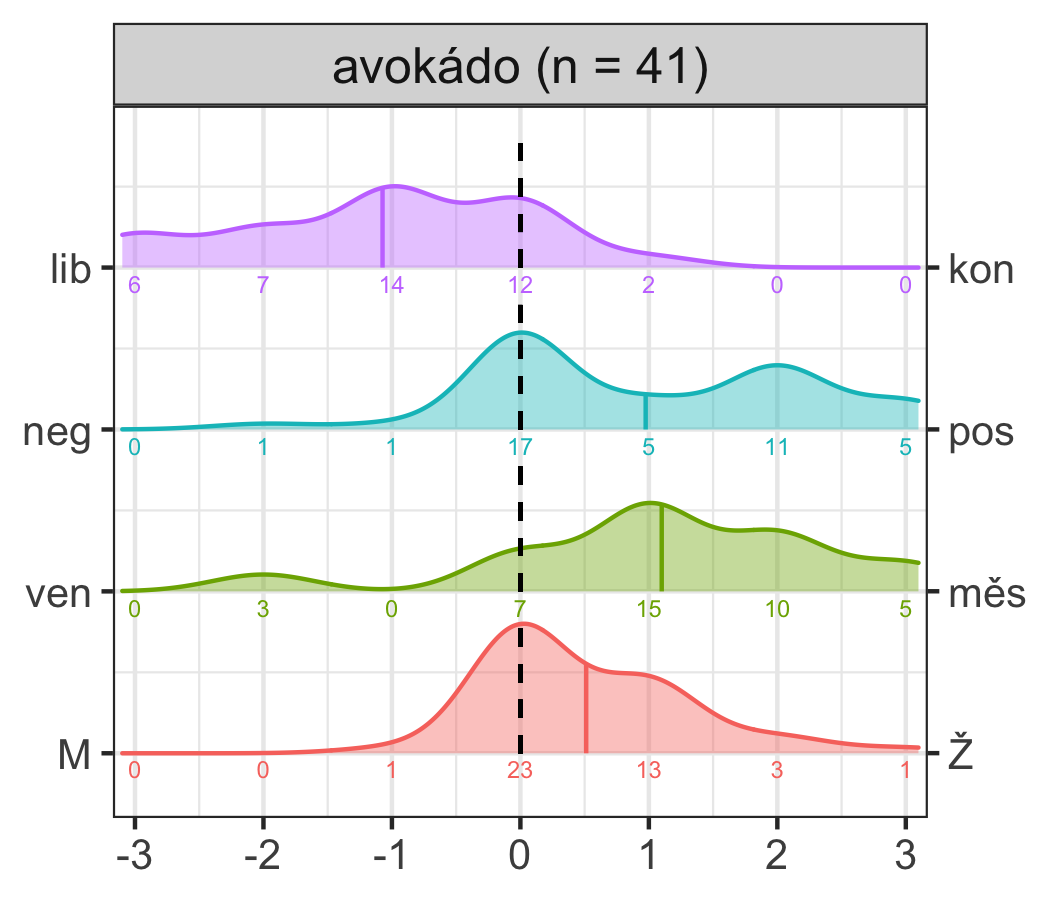 avokádo (n = 41)
lib kon
6 7 14 12 2 0 0
neg pos
0 1 1 17 5 11 5
ven měs
0 3 0 7 15 10 5
M Ž
0 0 1 23 13 3 1
-3 -2 -1 0 1 2 3